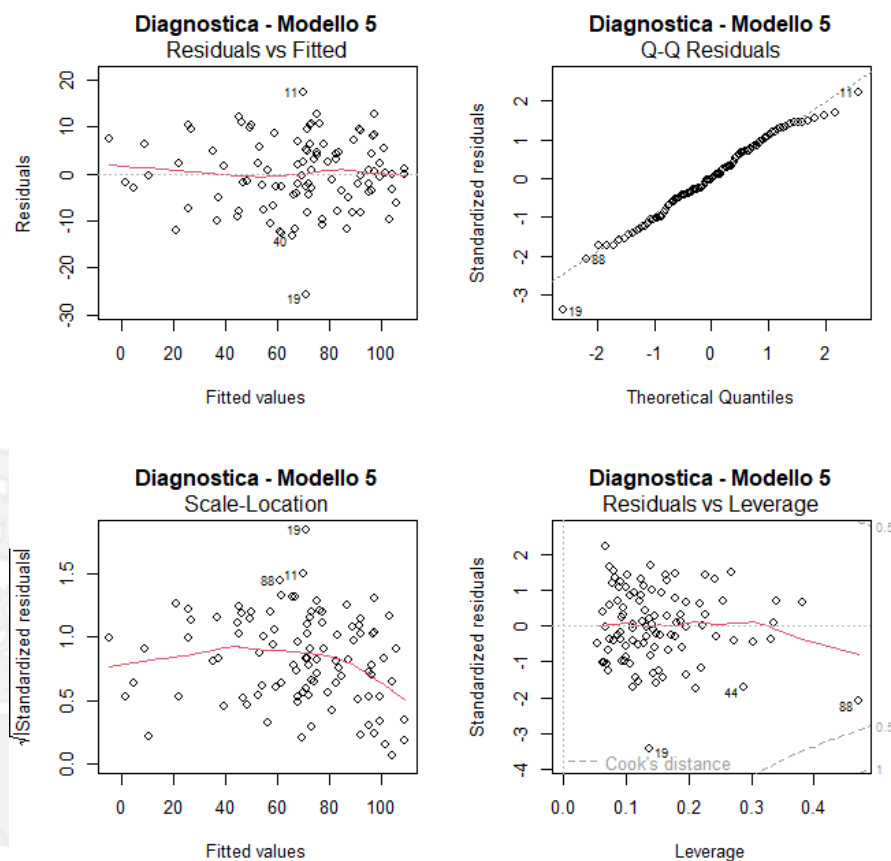 Diagnostica - Modello 5
Residuals vs Fitted
Residuals
20
10
0
-10
-20
-30
11
40
19
0 20 40 60 80 100
Fitted values
Diagnostica - Modello 5
Q-Q Residuals
Standardized residuals
2
1
0
-1
-2
-3
11
88
19
-2 -1 0 1 2
Theoretical Quantiles
Diagnostica - Modello 5
Scale-Location
√|Standardized residuals|
1.5
1.0
0.5
0.0
19
88 11
0 20 40 60 80 100
Fitted values
Diagnostica - Modello 5
Residuals vs Leverage
Standardized residuals
2
1
0
-1
-2
-3
-4
0.5
44
88
0.5
19
Cook's distance
1
0.0 0.1 0.2 0.3 0.4
Leverage